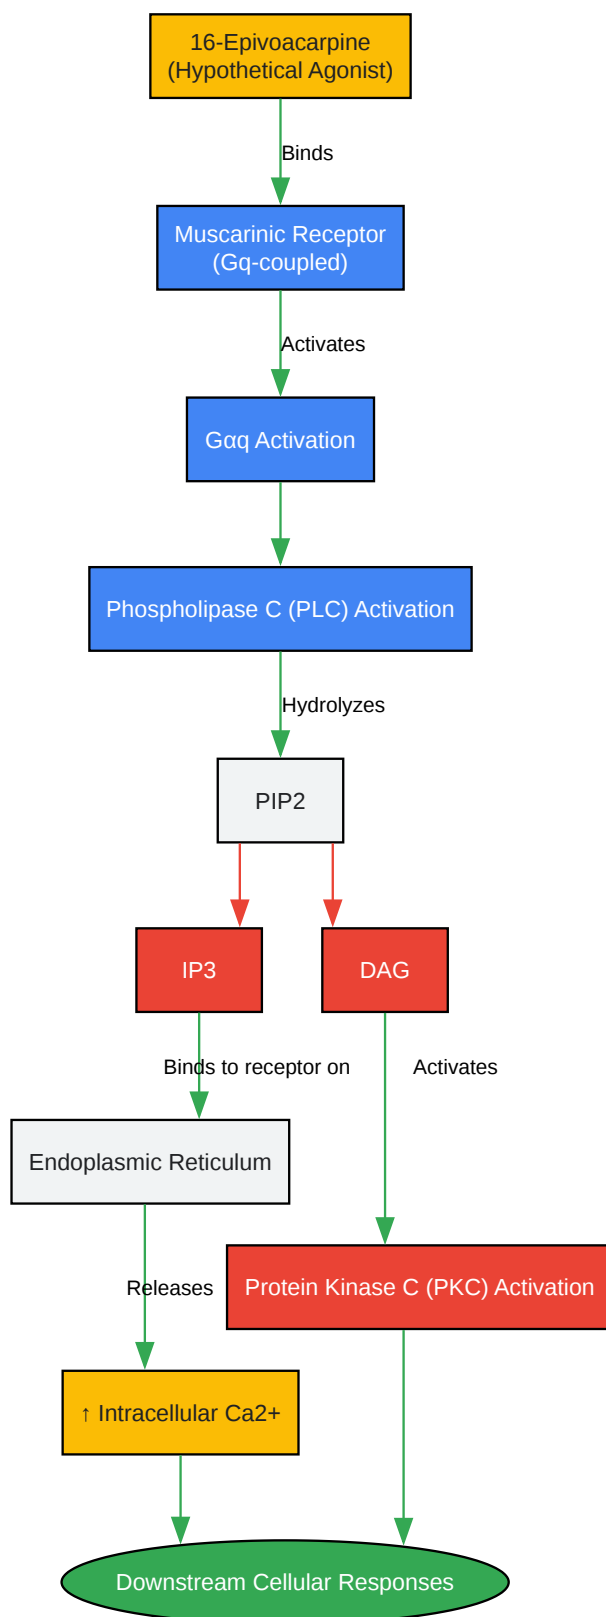 16-Epivoacarpine
(Hypothetical Agonist)
Binds
Muscarinic Receptor
(Gq-coupled)
Activates
Gαq Activation
Phospholipase C (PLC) Activation
Hydrolyzes
PIP2
IP3
DAG
Binds to receptor on
Activates
Endoplasmic Reticulum
Releases
Protein Kinase C (PKC) Activation
↑ Intracellular Ca2+
Downstream Cellular Responses